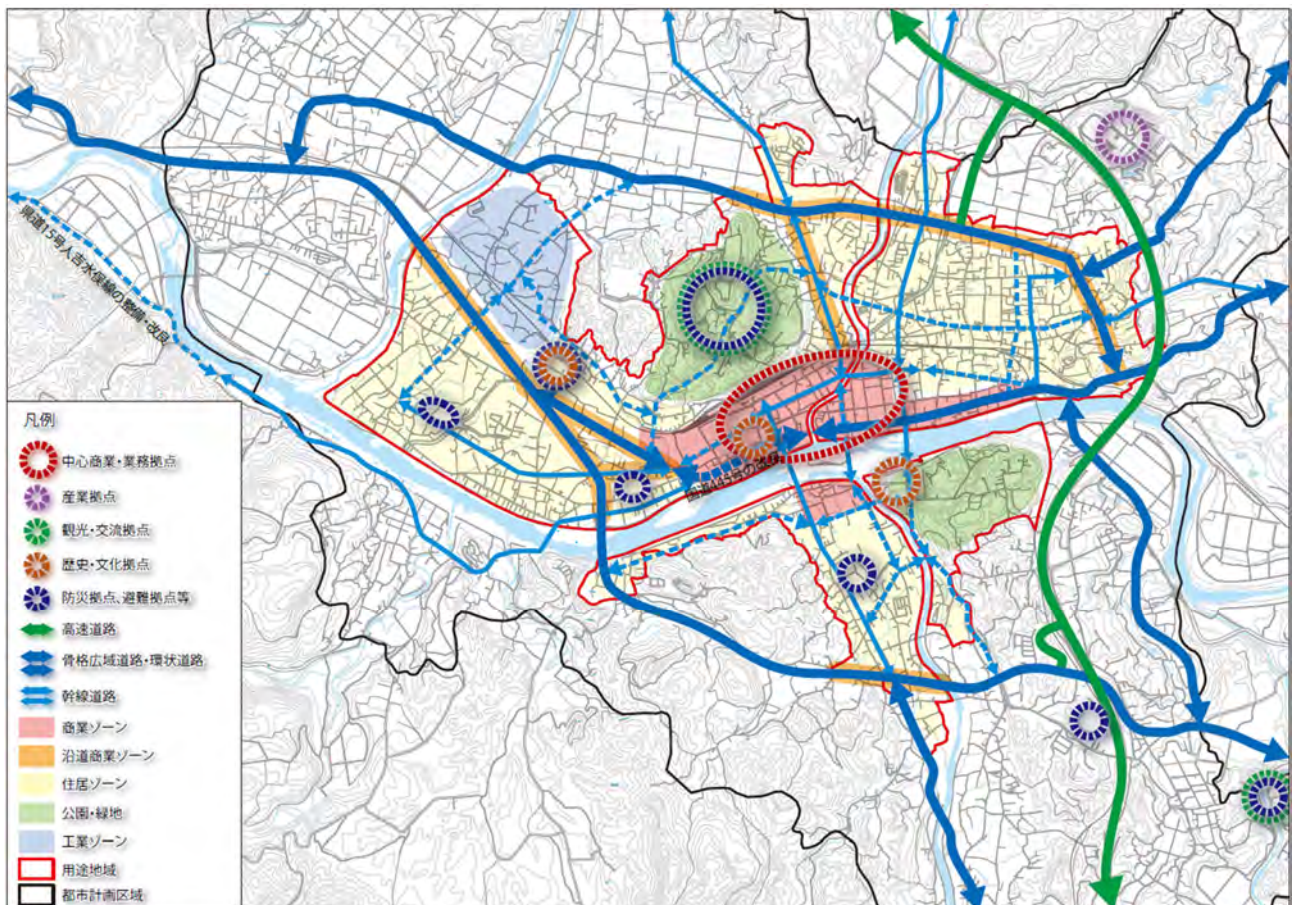 県道15号人吉水俣線の整備・改良
凡例
中心商業・業務拠点
産業拠点
観光・交流拠点
歴史・文化拠点
防災拠点、避難拠点等
高速道路
骨格広域道路・環状道路
幹線道路
商業ゾーン
沿道商業ゾーン
住居ゾーン
公園・緑地
工業ゾーン
用途地域
都市計画区域